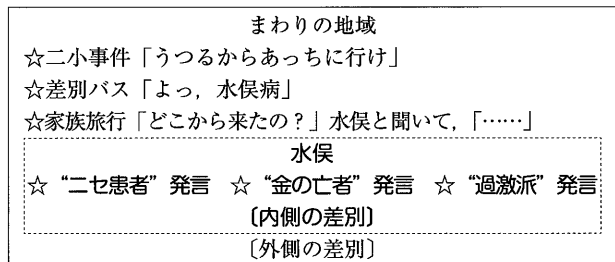 まわりの地域
☆二小事件「うつるからあっちに行け」
☆差別バス「よっ，水俣病」
☆家族旅行「どこから来たの？」水俣と聞いて，「……」
水俣
☆ “ニセ患者” 発言　☆ “金の亡者” 発言　☆ “過激派” 発言
〔内側の差別〕
〔外側の差別〕